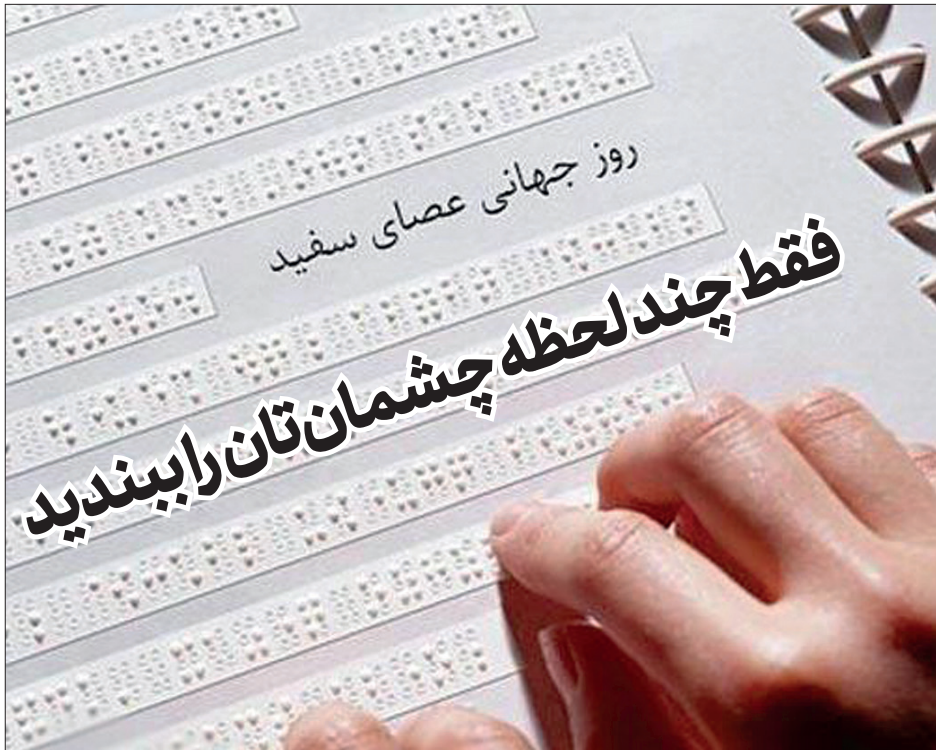 روز جهانی عصای سفید
فقط چند لحظه چشمان‌تان را ببندید